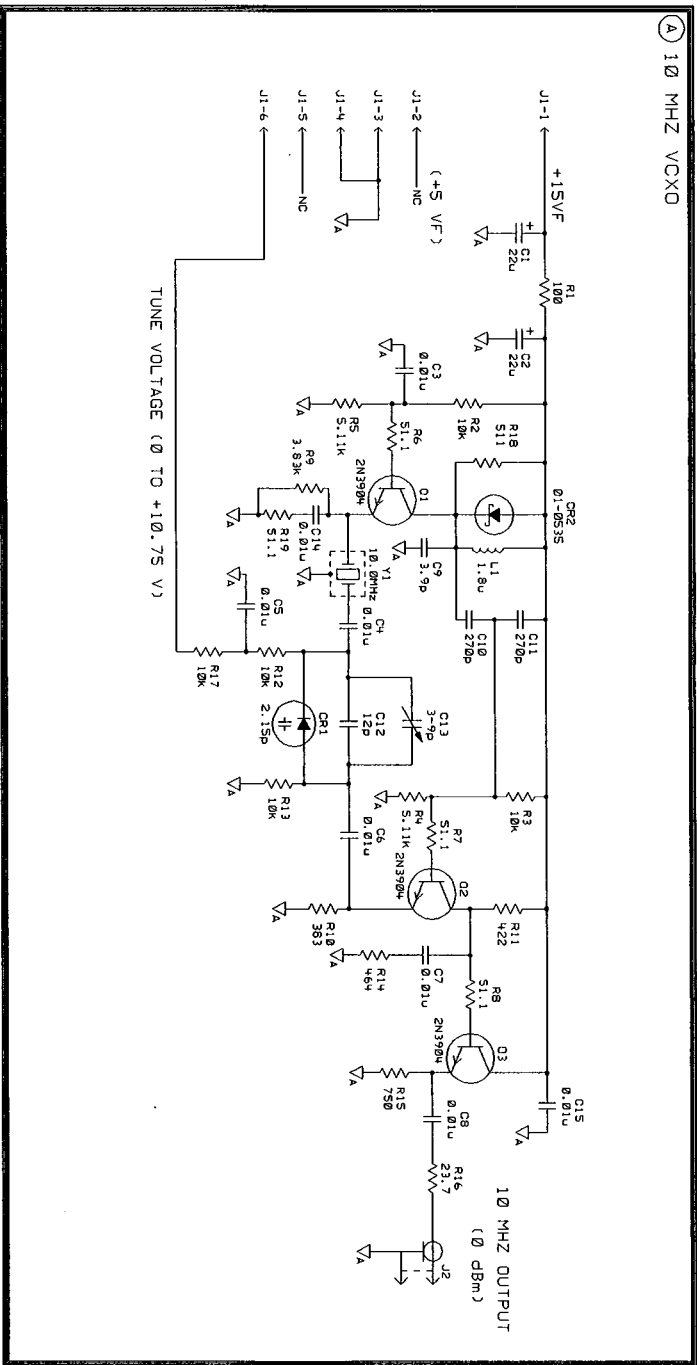 Ⓐ 10 MHZ VCXO
J1-1
+15VF
C1
22u
R1
100
C2
22u
A
A
J1-2
NC
(+5 VF)
J1-3
J1-4
A
J1-5
NC
J1-6
TUNE VOLTAGE (0 TO +10.75 V)
C3
0.01u
A
R2
10k
R5
5.11k
A
R6
51.1
Q1
2N3904
R18
511
CR2
D1-0535
L1
1.8u
C9
3.9p
A
C11
270p
C10
270p
R9
3.83k
C14
0.01u
R19
51.1
A
Y1
10.0MHz
A
C4
0.01u
C5
0.01u
A
R12
10k
R17
10k
C13
3-9p
C12
12p
CR1
2.15p
R13
10k
A
C6
0.01u
R3
10k
R4
5.11k
A
R7
51.1
Q2
2N3904
R11
422
R10
383
A
C7
0.01u
R14
464
A
R8
51.1
Q3
2N3904
R15
750
A
C15
0.01u
A
C8
0.01u
R16
23.7
J2
A
10 MHZ OUTPUT
(0 dBm)